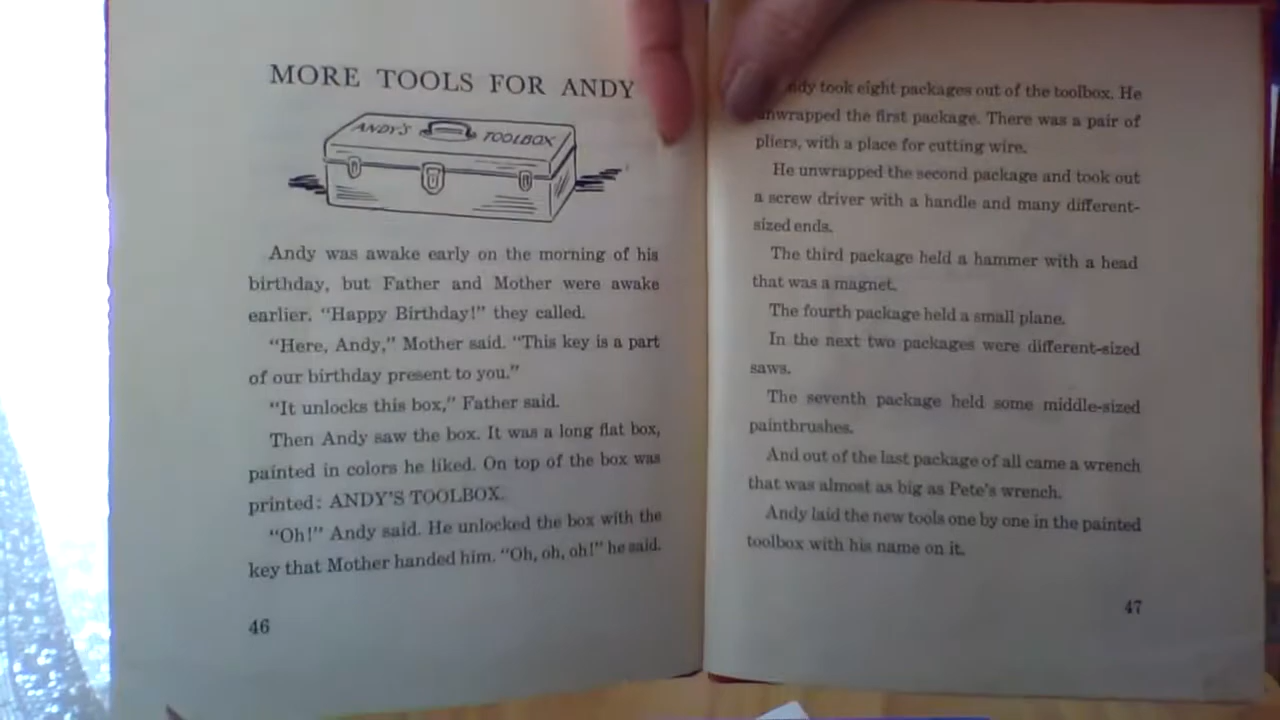 MORE TOOLS FOR ANDY
ANDY'S TOOLBOX
Andy was awake early on the morning of his
birthday, but Father and Mother were awake
earlier. “Happy Birthday!” they called.
“Here, Andy,” Mother said. “This key is a part
of our birthday present to you.”
“It unlocks this box,” Father said.
Then Andy saw the box. It was a long flat box,
painted in colors he liked. On top of the box was
printed: ANDY'S TOOLBOX.
“Oh!” Andy said. He unlocked the box with the
key that Mother handed him. “Oh, oh, oh!” he said.
46
ndy took eight packages out of the toolbox. He
unwrapped the first package. There was a pair of
pliers, with a place for cutting wire.
He unwrapped the second package and took out
a screw driver with a handle and many different-
sized ends.
The third package held a hammer with a head
that was a magnet.
The fourth package held a small plane.
In the next two packages were different-sized
saws.
The seventh package held some middle-sized
paintbrushes.
And out of the last package of all came a wrench
that was almost as big as Pete's wrench.
Andy laid the new tools one by one in the painted
toolbox with his name on it.
47